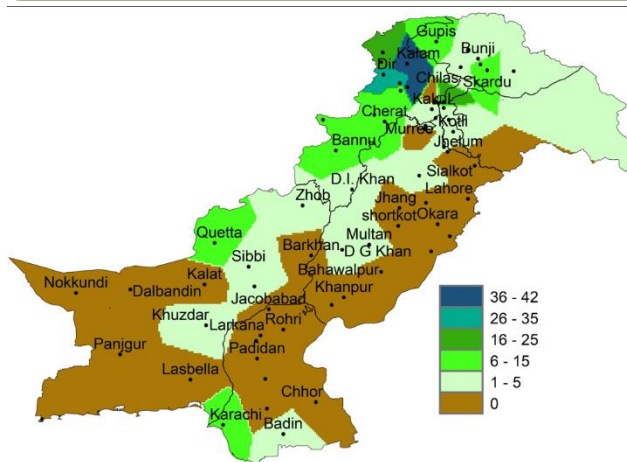 Gupis
Kalam
Bunji
Dir
Chilas
Skardu
Cherat
Kotli
Murree
Bannu
Jhelum
D.I. Khan
Sialkot
Zhob
Jhang
Lahore
shortkot
Okara
Quetta
Multan
Sibbi
Barkhan
D G Khan
Kalat
Bahawalpur
Nokkundi
Dalbandin
Khanpur
Jacobabad
Khuzdar
Larkana
Rohri
Panjgur
Padidan
Lasbella
Chhor
Karachi
Badin
36 - 42
26 - 35
16 - 25
6 - 15
1 - 5
0